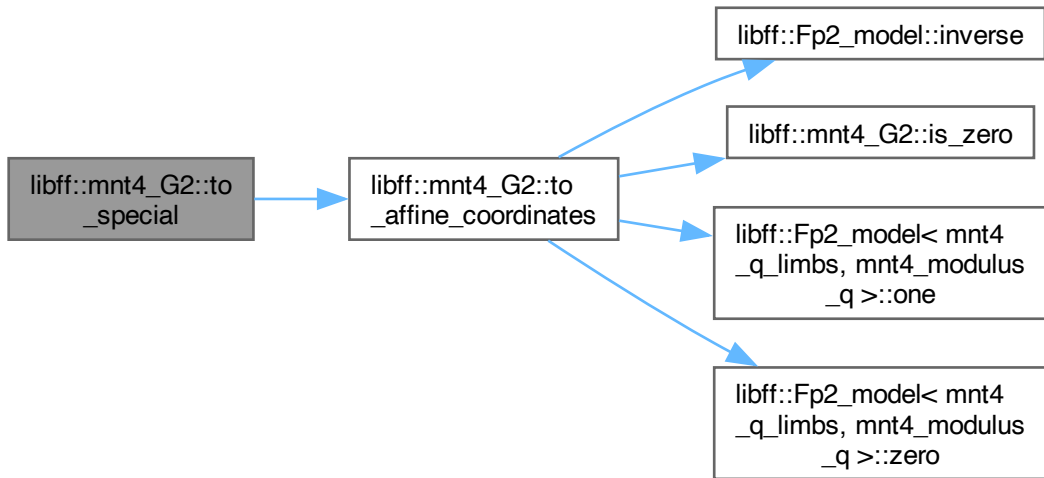 libff::mnt4_G2::to
_special
libff::mnt4_G2::to
_affine_coordinates
libff::Fp2_model::inverse
libff::mnt4_G2::is_zero
libff::Fp2_model< mnt4
_q_limbs, mnt4_modulus
_q >::one
libff::Fp2_model< mnt4
_q_limbs, mnt4_modulus
_q >::zero